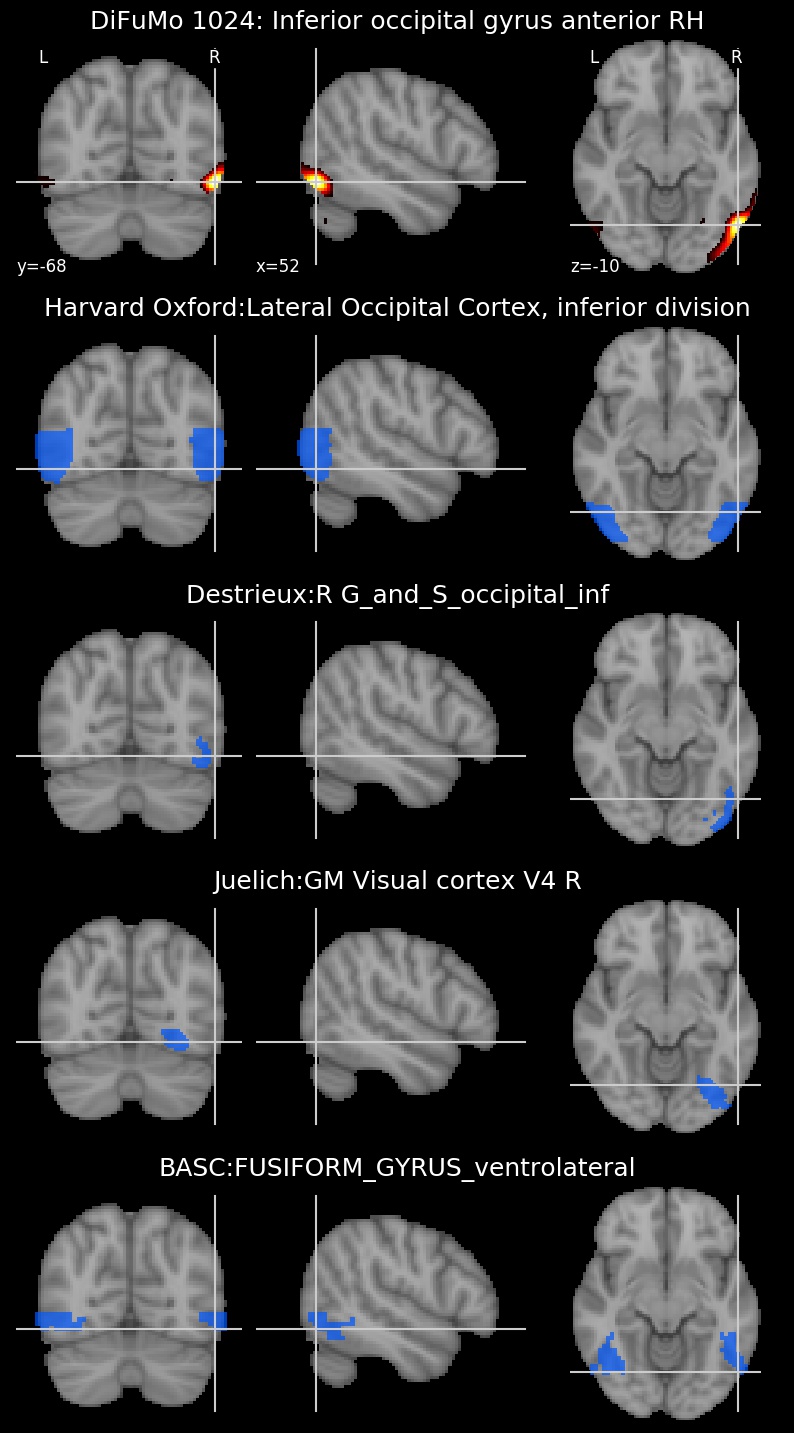 DiFuMo 1024: Inferior occipital gyrus anterior RH
L R L R
y=-68 x=52 z=-10
Harvard Oxford:Lateral Occipital Cortex, inferior division
Destrieux:R G_and_S_occipital_inf
Juelich:GM Visual cortex V4 R
BASC:FUSIFORM_GYRUS_ventrolateral